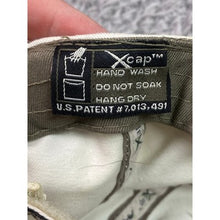 Xcap™
HAND WASH
DO NOT SOAK
HANG DRY
U.S. PATENT # 7,013,491